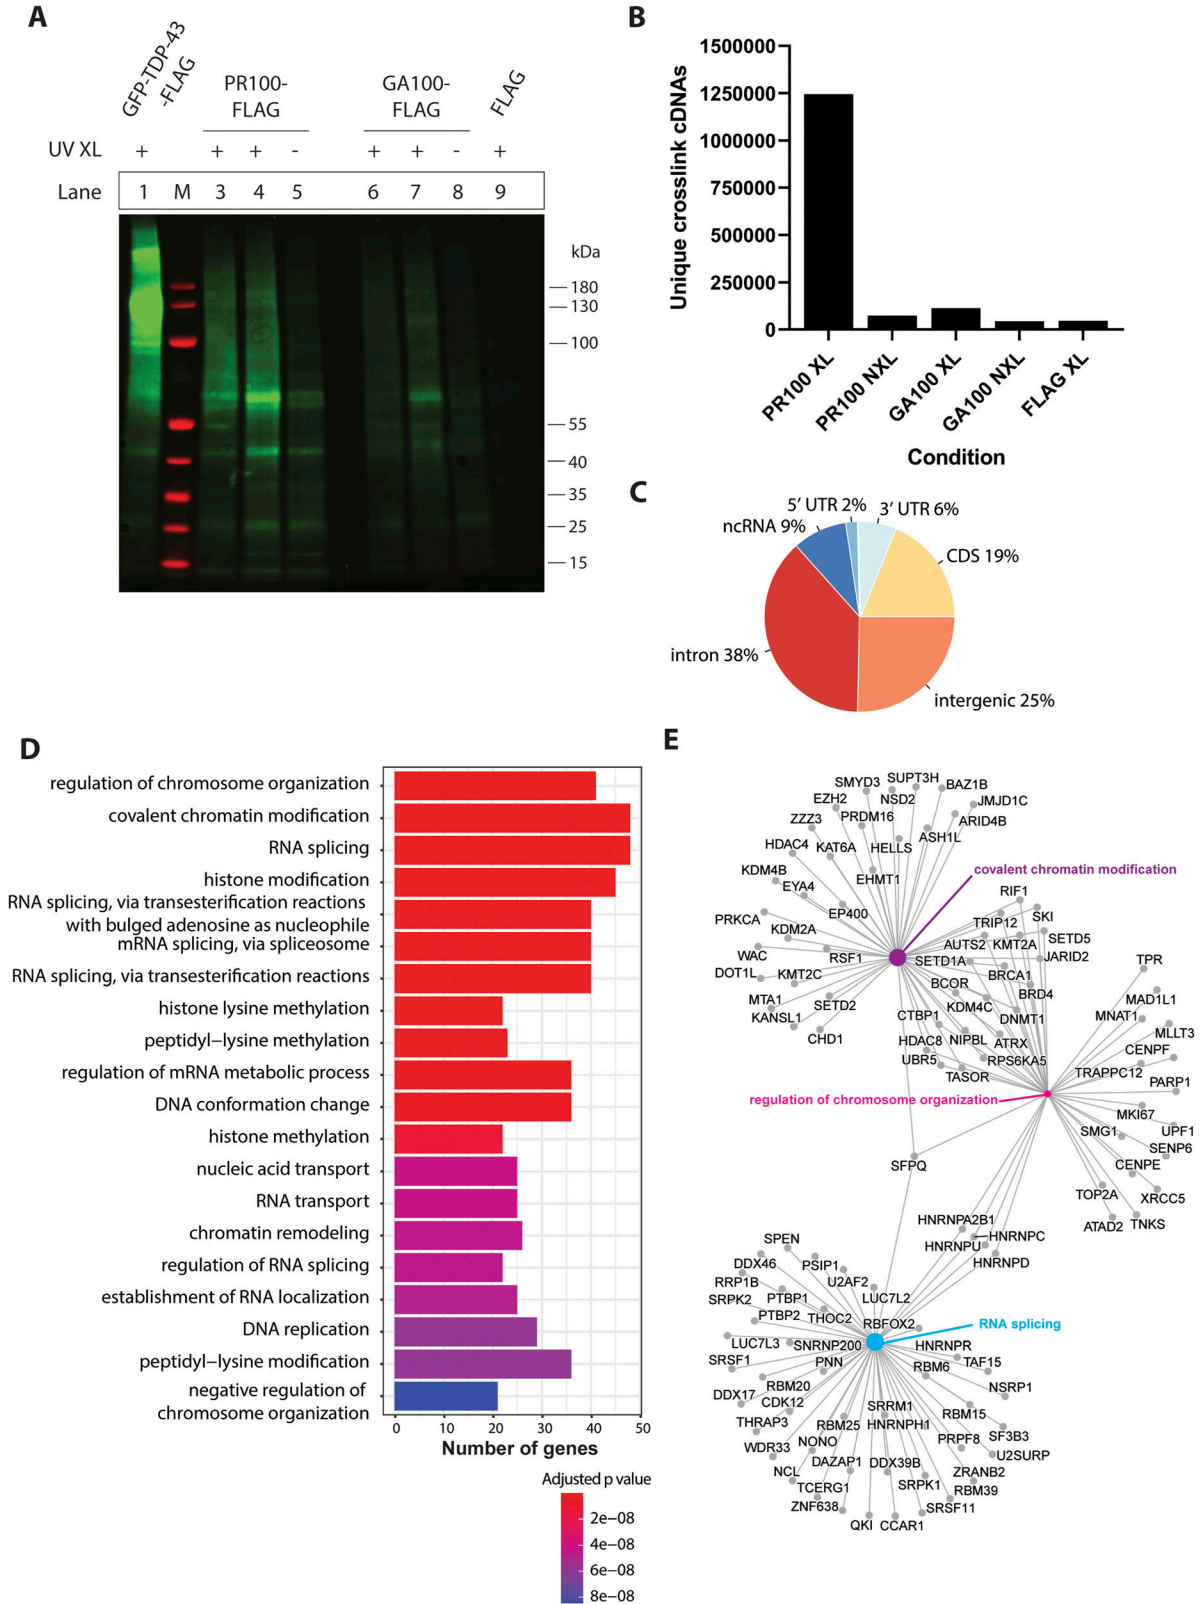 A
GFP-TDP-43
-FLAG
PR100-
FLAG
GA100-
FLAG
FLAG
UV XL + + + - + + - +
Lane 1 M 3 4 5 6 7 8 9
kDa
180
130
100
55
40
35
25
15
B
Unique crosslink cDNAs
1500000
1250000
1000000
750000
500000
250000
0
PR100 XL
PR100 NXL
GA100 XL
GA100 NXL
FLAG XL
Condition
C
5′ UTR 2%
3′ UTR 6%
ncRNA 9%
CDS 19%
intron 38%
intergenic 25%
D
regulation of chromosome organization
covalent chromatin modification
RNA splicing
histone modification
RNA splicing, via transesterification reactions
with bulged adenosine as nucleophile
mRNA splicing, via spliceosome
RNA splicing, via transesterification reactions
histone lysine methylation
peptidyl−lysine methylation
regulation of mRNA metabolic process
DNA conformation change
histone methylation
nucleic acid transport
RNA transport
chromatin remodeling
regulation of RNA splicing
establishment of RNA localization
DNA replication
peptidyl−lysine modification
negative regulation of
chromosome organization
0 10 20 30 40 50
Number of genes
Adjusted p value
2e−08
4e−08
6e−08
8e−08
E
SMYD3
SUPT3H
BAZ1B
EZH2
NSD2
JMJD1C
ZZZ3
PRDM16
ARID4B
HDAC4
KAT6A
HELLS
ASH1L
KDM4B
EYA4
EHMT1
covalent chromatin modification
RIF1
PRKCA
EP400
TRIP12
SKI
KDM2A
AUTS2
KMT2A
SETD5
WAC
RSF1
SETD1A
JARID2
DOT1L
KMT2C
BRCA1
TPR
BCOR
BRD4
MTA1
SETD2
KDM4C
MAD1L1
KANSL1
CTBP1
DNMT1
MNAT1
CHD1
HDAC8
NIPBL
ATRX
MLLT3
UBR5
RPS6KA5
CENPF
TASOR
TRAPPC12
PARP1
regulation of chromosome organization
MKI67
SMG1
UPF1
SENP6
SFPQ
CENPE
TOP2A
XRCC5
ATAD2
TNKS
HNRNPA2B1
HNRNPC
HNRNPU
HNRNPD
SPEN
DDX46
PSIP1
RRP1B
U2AF2
SRPK2
PTBP1
LUC7L2
PTBP2
THOC2
RBFOX2
RNA splicing
LUC7L3
SNRNP200
HNRNPR
SRSF1
PNN
RBM6
TAF15
DDX17
RBM20
NSRP1
CDK12
SRRM1
RBM15
THRAP3
RBM25
HNRNPH1
SF3B3
WDR33
NONO
PRPF8
U2SURP
NCL
DAZAP1
DDX39B
ZRANB2
TCERG1
SRPK1
RBM39
ZNF638
SRSF11
QKI
CCAR1